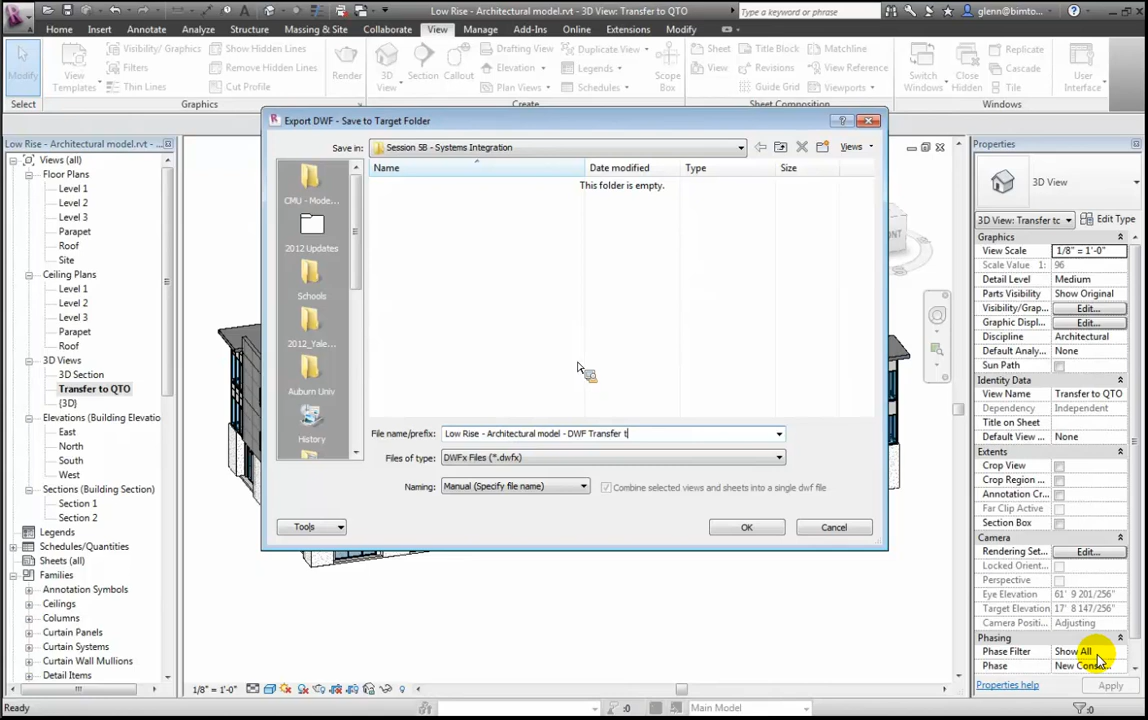 Low Rise - Architectural model.rvt - 3D View: Transfer to QTO
Type a keyword or phrase
glenn@bimto...
Home Insert Annotate Analyze Structure Massing & Site Collaborate View Manage Add-Ins Online Extensions Modify
Modify
View Templates
Visibility/ Graphics
Filters
Thin Lines
Show Hidden Lines
Remove Hidden Lines
Cut Profile
Render
3D View
Section
Callout
Drafting View
Elevation
Plan Views
Duplicate View
Legends
Schedules
Scope Box
Sheet
View
Title Block
Revisions
Guide Grid
Matchline
View Reference
Switch Windows
Close Hidden
Replicate
Cascade
Tile
User Interface
Select
Graphics
Create
Sheet Composition
Windows
Low Rise - Architectural model.rvt - ...
Views (all)
Floor Plans
Level 1
Level 2
Level 3
Parapet
Roof
Site
Ceiling Plans
Level 1
Level 2
Level 3
Parapet
Roof
3D Views
3D Section
Transfer to QTO
{3D}
Elevations (Building Elevatio
East
North
South
West
Sections (Building Section)
Section 1
Section 2
Legends
Schedules/Quantities
Sheets (all)
Families
Annotation Symbols
Ceilings
Columns
Curtain Panels
Curtain Systems
Curtain Wall Mullions
Detail Items
Export DWF - Save to Target Folder
Save in: Session 5B - Systems Integration
Views
Name Date modified Type Size
This folder is empty.
CMU - Mode...
2012 Updates
Schools
2012_Yale...
Auburn Univ
History
File name/prefix: Low Rise - Architectural model - DWF Transfer t
Files of type: DWFx Files (*.dwfx)
Naming: Manual (Specify file name)
Combine selected views and sheets into a single dwf file
Tools
OK
Cancel
Properties
3D View
3D View: Transfer tc
Edit Type
Graphics
View Scale 1/8" = 1'-0"
Scale Value 1: 96
Detail Level Medium
Parts Visibility Show Original
Visibility/Grap... Edit...
Graphic Displ... Edit...
Discipline Architectural
Default Analy... None
Sun Path
Identity Data
View Name Transfer to QTO
Dependency Independent
Title on Sheet
Default View ... None
Extents
Crop View
Crop Region ...
Annotation Cr...
Far Clip Active
Section Box
Camera
Rendering Set... Edit...
Locked Orient...
Perspective
Eye Elevation 61' 9 201/256"
Target Elevation 17' 8 147/256"
Camera Positi... Adjusting
Phasing
Phase Filter Show All
Phase New Cons...
Properties help
Apply
1/8" = 1'-0"
Ready
:0
Main Model
:0